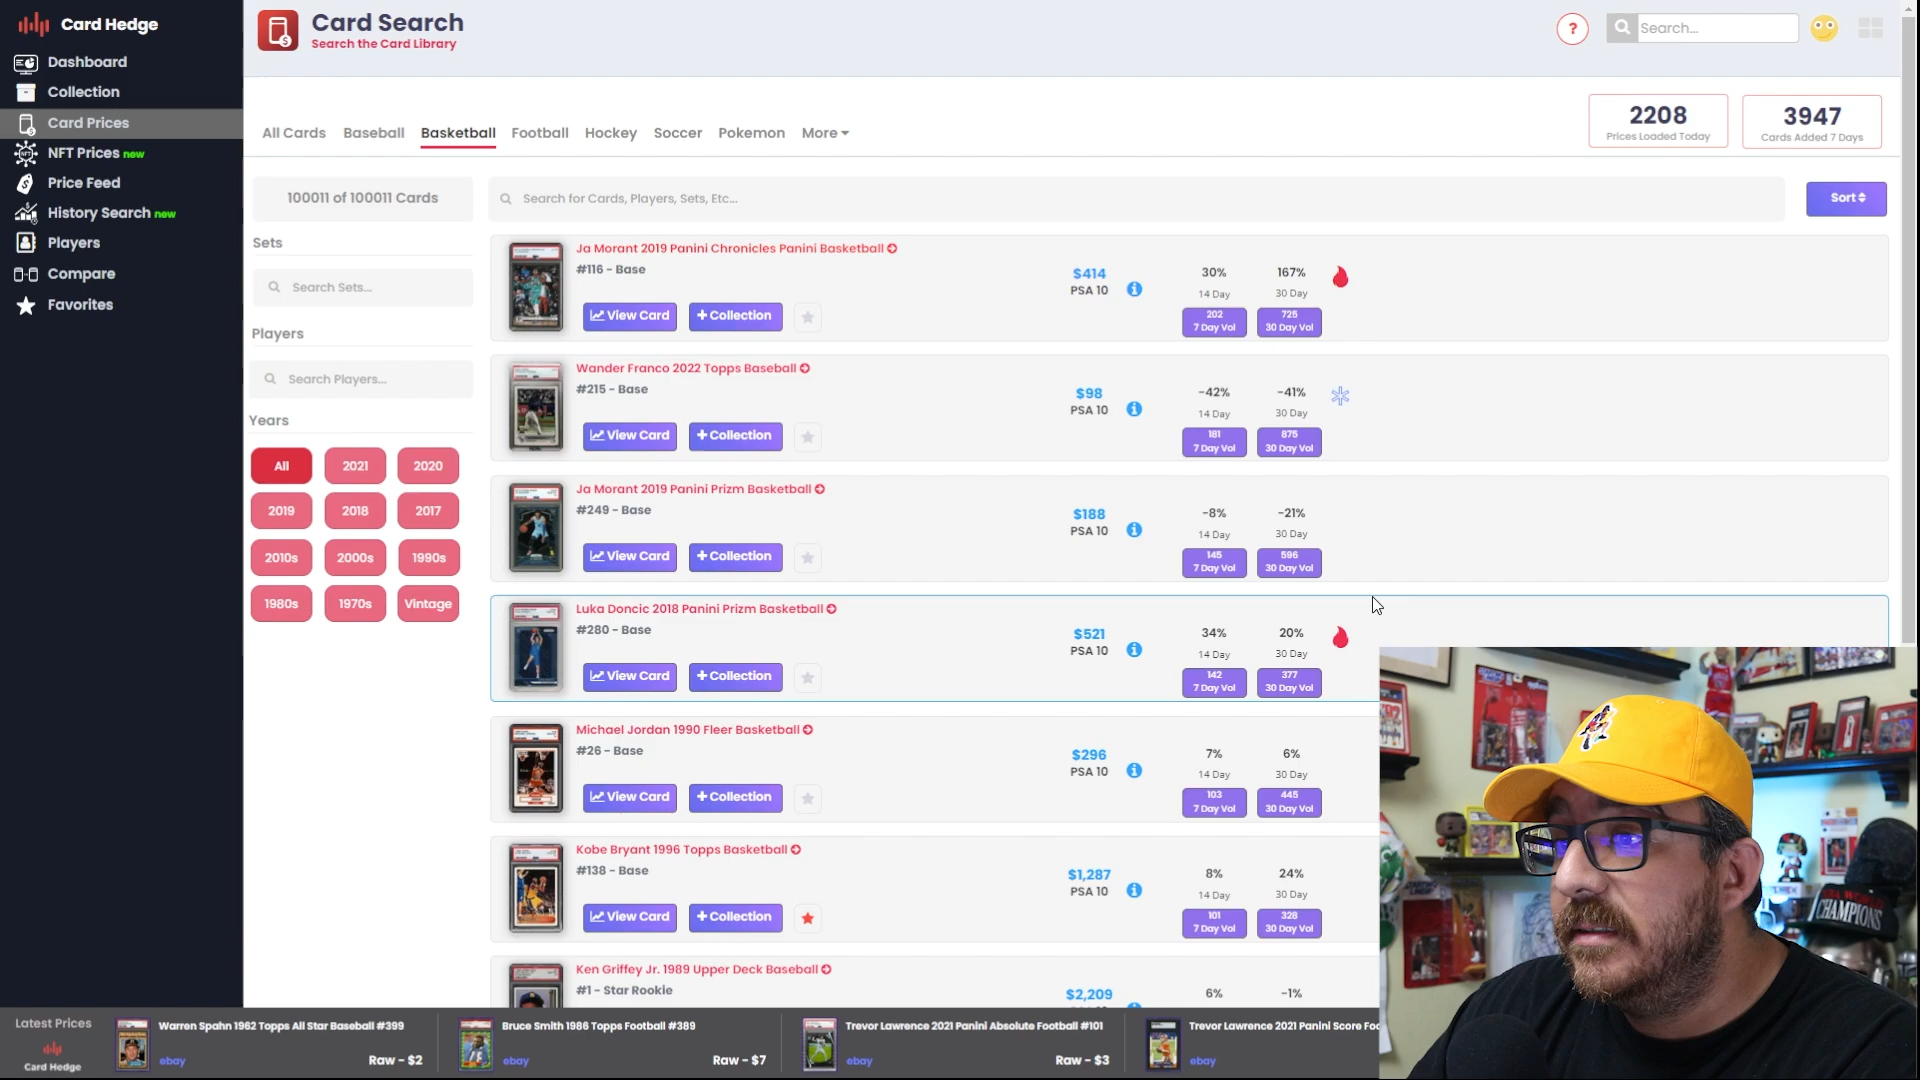 Card Hedge
Dashboard
Collection
Card Prices
NFT Prices new
Price Feed
History Search new
Players
Compare
Favorites
Card Search
Search the Card Library
?
Search...
All Cards Baseball Basketball Football Hockey Soccer Pokemon More
2208
Prices Loaded Today
3947
Cards Added 7 Days
100011 of 100011 Cards
Search for Cards, Players, Sets, Etc...
Sort
Sets
Search Sets...
Players
Search Players...
Years
All 2021 2020
2019 2018 2017
2010s 2000s 1990s
1980s 1970s Vintage
Ja Morant 2019 Panini Chronicles Panini Basketball
#116 - Base
View Card + Collection
$414
PSA 10
30% 167%
14 Day 30 Day
202 725
7 Day Vol 30 Day Vol
Wander Franco 2022 Topps Baseball
#215 - Base
View Card + Collection
$98
PSA 10
-42% -41%
14 Day 30 Day
181 875
7 Day Vol 30 Day Vol
Ja Morant 2019 Panini Prizm Basketball
#249 - Base
View Card + Collection
$188
PSA 10
-8% -21%
14 Day 30 Day
145 596
7 Day Vol 30 Day Vol
Luka Doncic 2018 Panini Prizm Basketball
#280 - Base
View Card + Collection
$521
PSA 10
34% 20%
14 Day 30 Day
142 377
7 Day Vol 30 Day Vol
Michael Jordan 1990 Fleer Basketball
#26 - Base
View Card + Collection
$296
PSA 10
7% 6%
14 Day 30 Day
103 445
7 Day Vol 30 Day Vol
Kobe Bryant 1996 Topps Basketball
#138 - Base
View Card + Collection
$1,287
PSA 10
8% 24%
14 Day 30 Day
101 328
7 Day Vol 30 Day Vol
Ken Griffey Jr. 1989 Upper Deck Baseball
#1 - Star Rookie
$2,209
6% -1%
CHAMPIONS
Latest Prices
Card Hedge
Warren Spahn 1962 Topps All Star Baseball #399
ebay Raw - $2
Bruce Smith 1986 Topps Football #389
ebay Raw - $7
Trevor Lawrence 2021 Panini Absolute Football #101
ebay Raw - $3
Trevor Lawrence 2021 Panini Score Foo
ebay